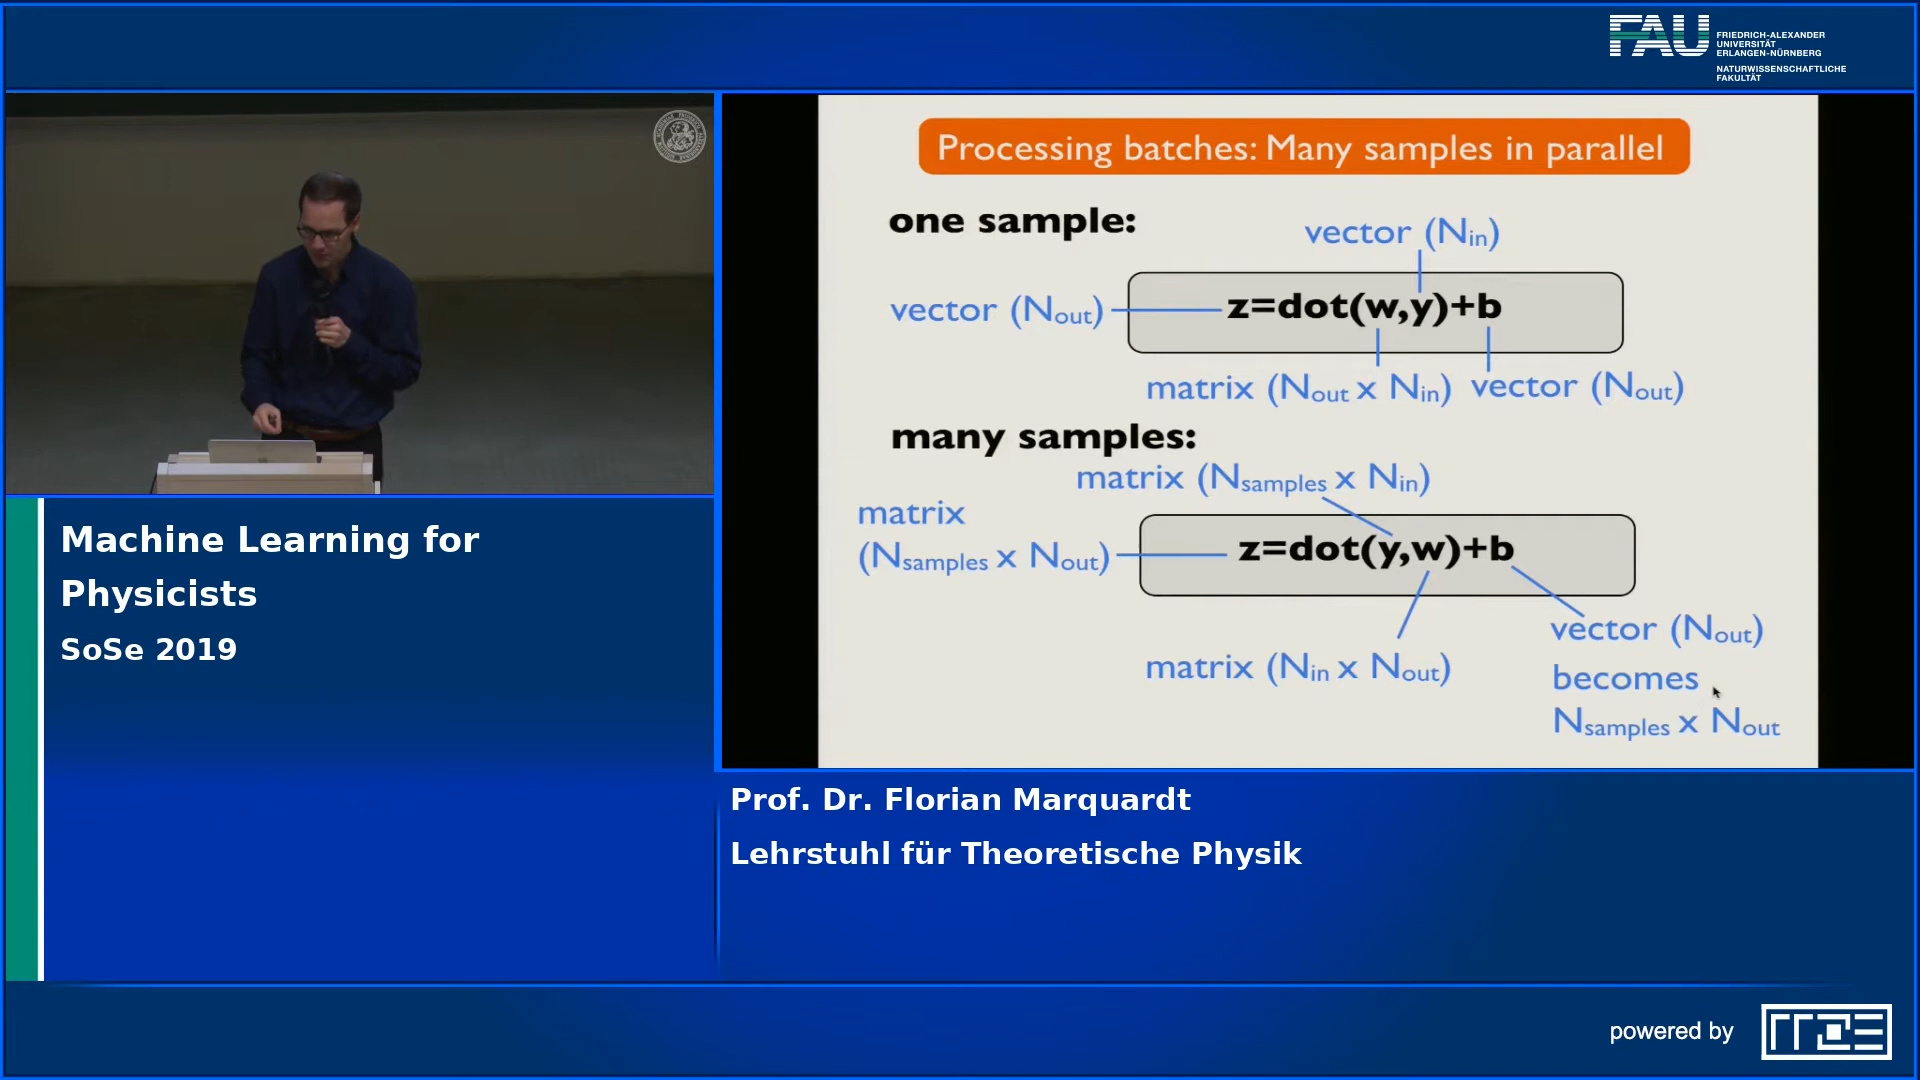 FAU
FRIEDRICH-ALEXANDER
UNIVERSITÄT
ERLANGEN-NÜRNBERG
NATURWISSENSCHAFTLICHE
FAKULTÄT
Processing batches: Many samples in parallel
one sample:
vector (Nin)
vector (Nout)
z=dot(w,y)+b
matrix (Nout x Nin)
vector (Nout)
many samples:
matrix (Nsamples x Nin)
matrix
(Nsamples x Nout)
z=dot(y,w)+b
matrix (Nin x Nout)
vector (Nout)
becomes
Nsamples x Nout
Machine Learning for
Physicists
SoSe 2019
Prof. Dr. Florian Marquardt
Lehrstuhl für Theoretische Physik
powered by
rrze